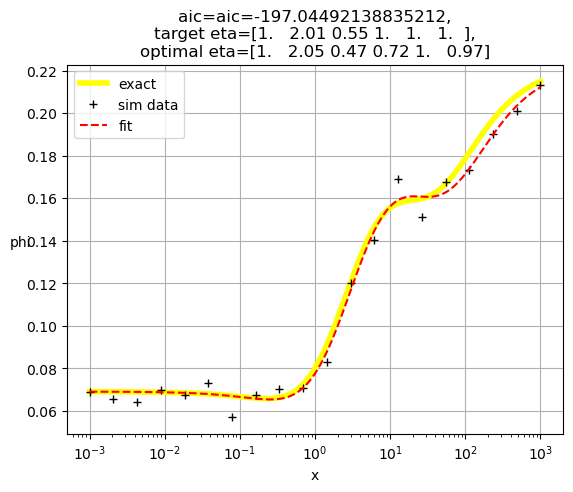 aic=aic=-197.04492138835212,
target eta=[1.   2.01 0.55 1.   1.   1.  ],
optimal eta=[1.   2.05 0.47 0.72 1.   0.97]
exact
sim data
fit
phi
0.22
0.20
0.18
0.16
0.14
0.12
0.10
0.08
0.06
10⁻³
10⁻²
10⁻¹
10⁰
10¹
10²
10³
x